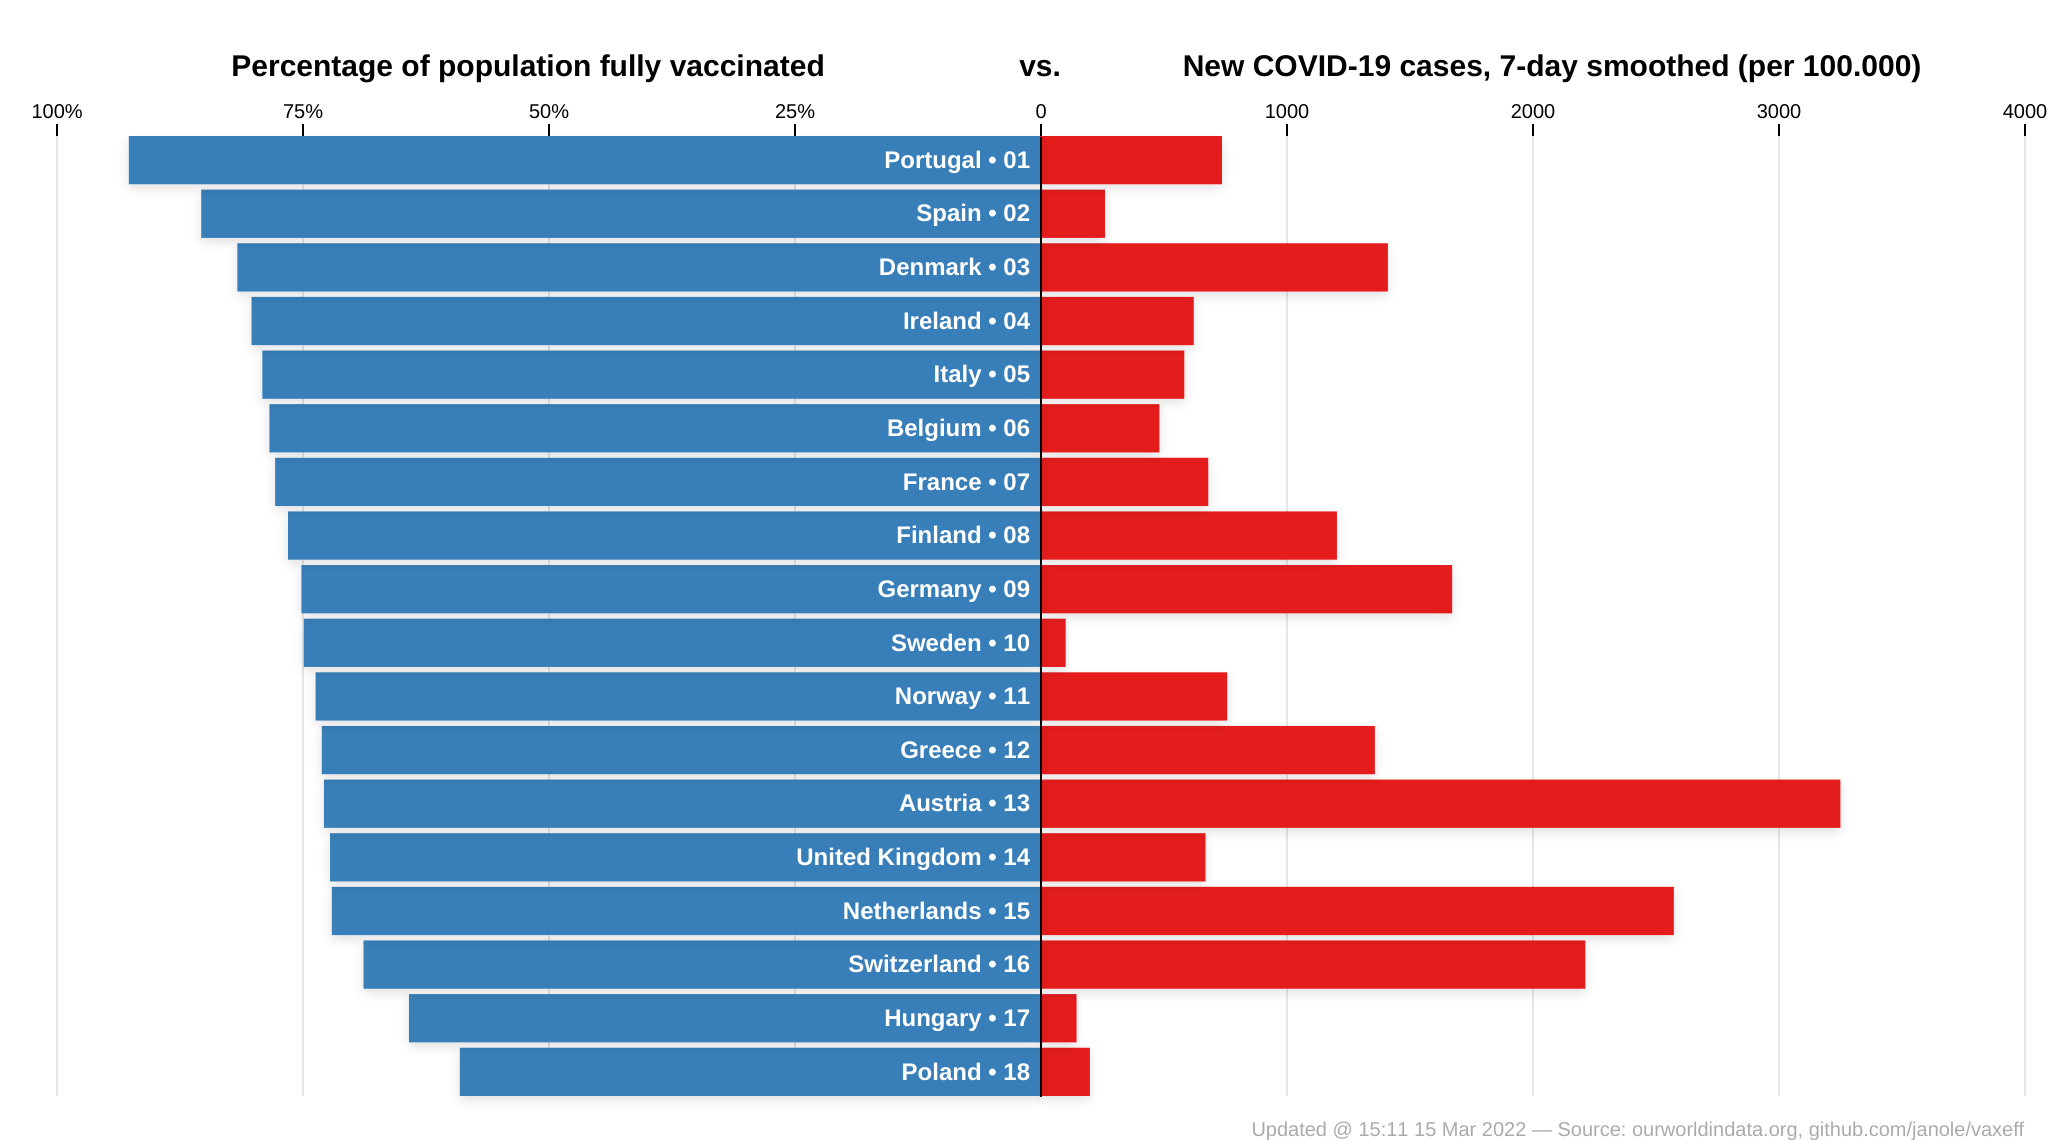 Percentage of population fully vaccinated vs. New COVID-19 cases, 7-day smoothed (per 100.000)
100% 75% 50% 25% 0 1000 2000 3000 4000
Portugal • 01
Spain • 02
Denmark • 03
Ireland • 04
Italy • 05
Belgium • 06
France • 07
Finland • 08
Germany • 09
Sweden • 10
Norway • 11
Greece • 12
Austria • 13
United Kingdom • 14
Netherlands • 15
Switzerland • 16
Hungary • 17
Poland • 18
Updated @ 15:11 15 Mar 2022 — Source: ourworldindata.org, github.com/janole/vaxeff